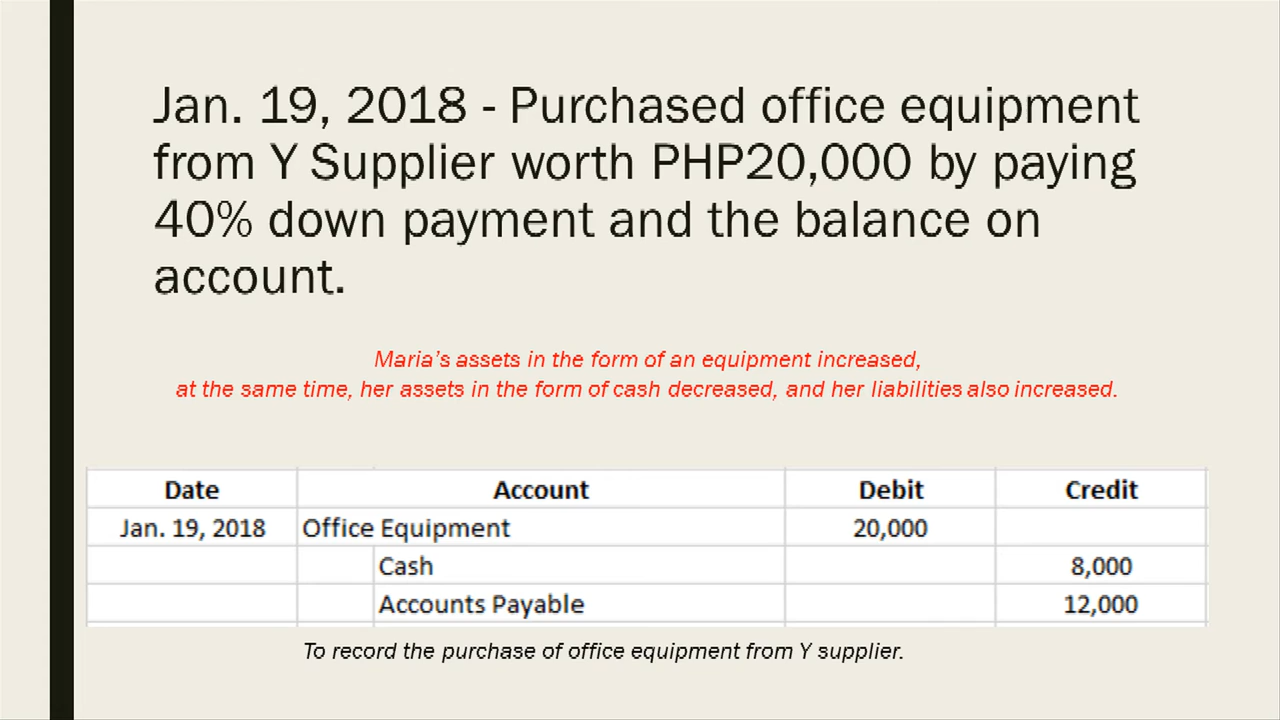 Jan. 19, 2018 - Purchased office equipment
from Y Supplier worth PHP20,000 by paying
40% down payment and the balance on
account.
Maria’s assets in the form of an equipment increased,
at the same time, her assets in the form of cash decreased, and her liabilities also increased.
Date Account Debit Credit
Jan. 19, 2018 Office Equipment 20,000
Cash 8,000
Accounts Payable 12,000
To record the purchase of office equipment from Y supplier.